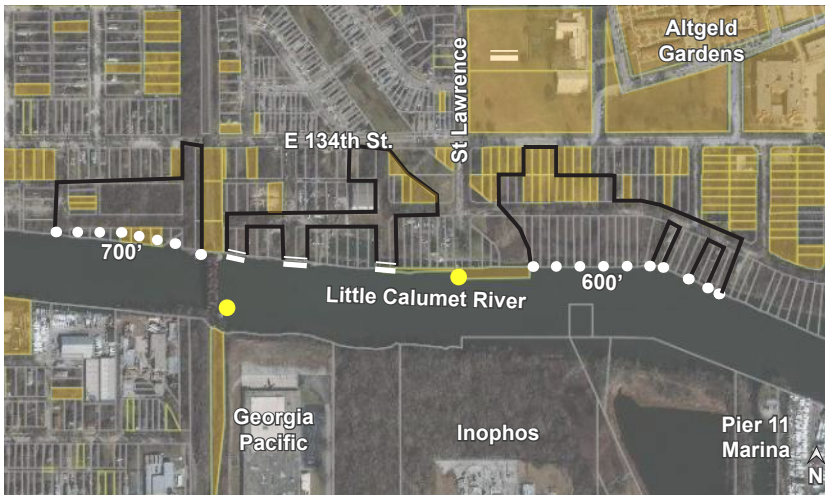 Altgeld
Gardens
St Lawrence
E 134th St.
700’
600’
Little Calumet River
Georgia
Pacific
Inophos
Pier 11
Marina
N